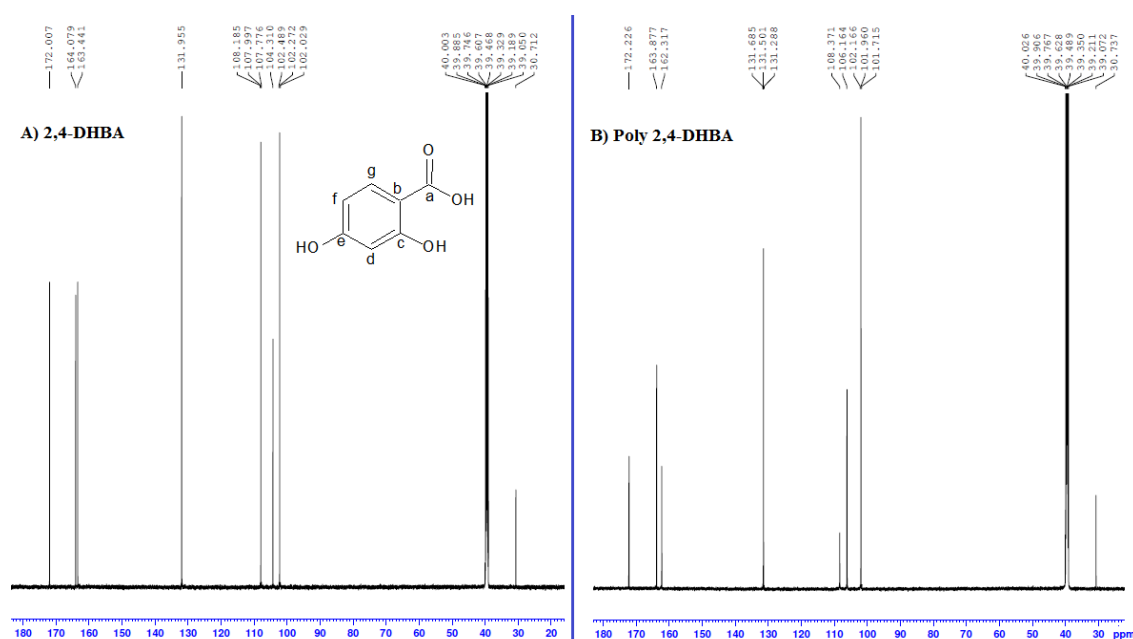 172.007
164.079
163.441
131.955
108.185
107.997
107.776
104.310
102.489
102.272
102.029
40.003
39.885
39.746
39.607
39.468
39.329
39.189
39.050
30.712
A) 2,4-DHBA
O
g
b
a
OH
f
e
c
HO
OH
d
180 170 160 150 140 130 120 110 100 90 80 70 60 50 40 30 20
172.226
163.877
162.317
131.685
131.501
131.288
108.371
106.164
102.166
101.960
101.715
40.026
39.906
39.767
39.628
39.489
39.350
39.211
39.072
30.737
B) Poly 2,4-DHBA
180 170 160 150 140 130 120 110 100 90 80 70 60 50 40 30 ppm